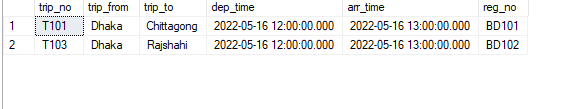 trip_no trip_from trip_to dep_time arr_time reg_no
1 T101 Dhaka Chittagong 2022-05-16 12:00:00.000 2022-05-16 13:00:00.000 BD101
2 T103 Dhaka Rajshahi 2022-05-16 12:00:00.000 2022-05-16 13:00:00.000 BD102